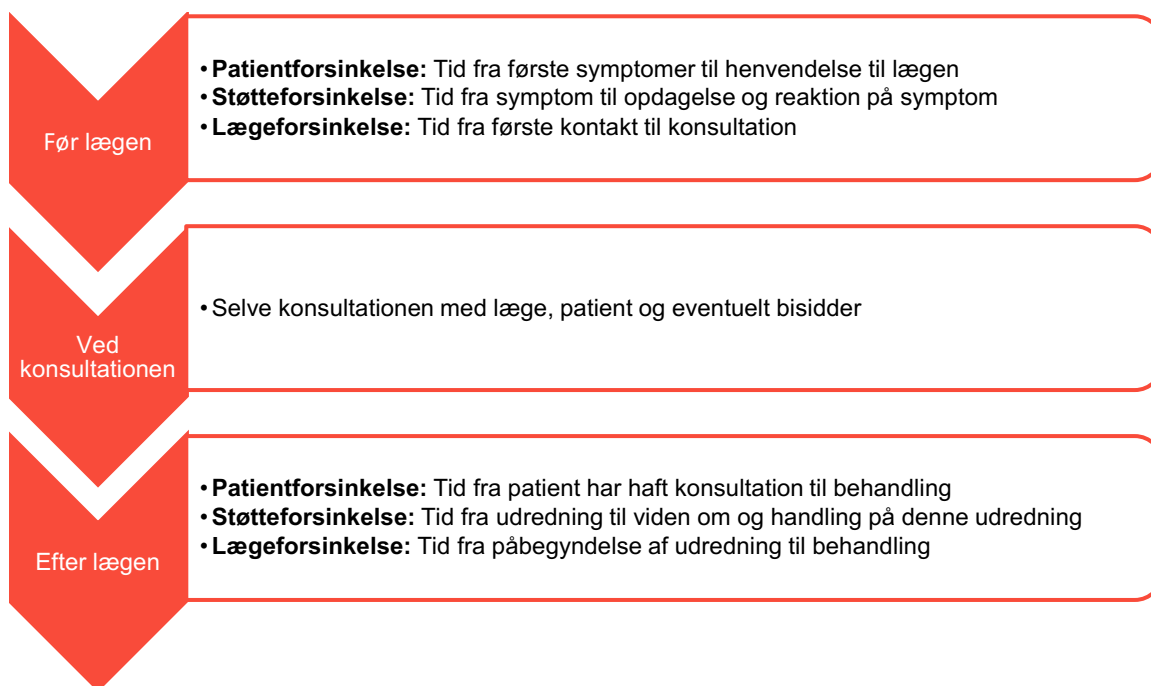 Før lægen
• Patientforsinkelse: Tid fra første symptomer til henvendelse til lægen
• Støtteforsinkelse: Tid fra symptom til opdagelse og reaktion på symptom
• Lægeforsinkelse: Tid fra første kontakt til konsultation
Ved
konsultationen
• Selve konsultationen med læge, patient og eventuelt bisidder
Efter lægen
• Patientforsinkelse: Tid fra patient har haft konsultation til behandling
• Støtteforsinkelse: Tid fra udredning til viden om og handling på denne udredning
• Lægeforsinkelse: Tid fra påbegyndelse af udredning til behandling